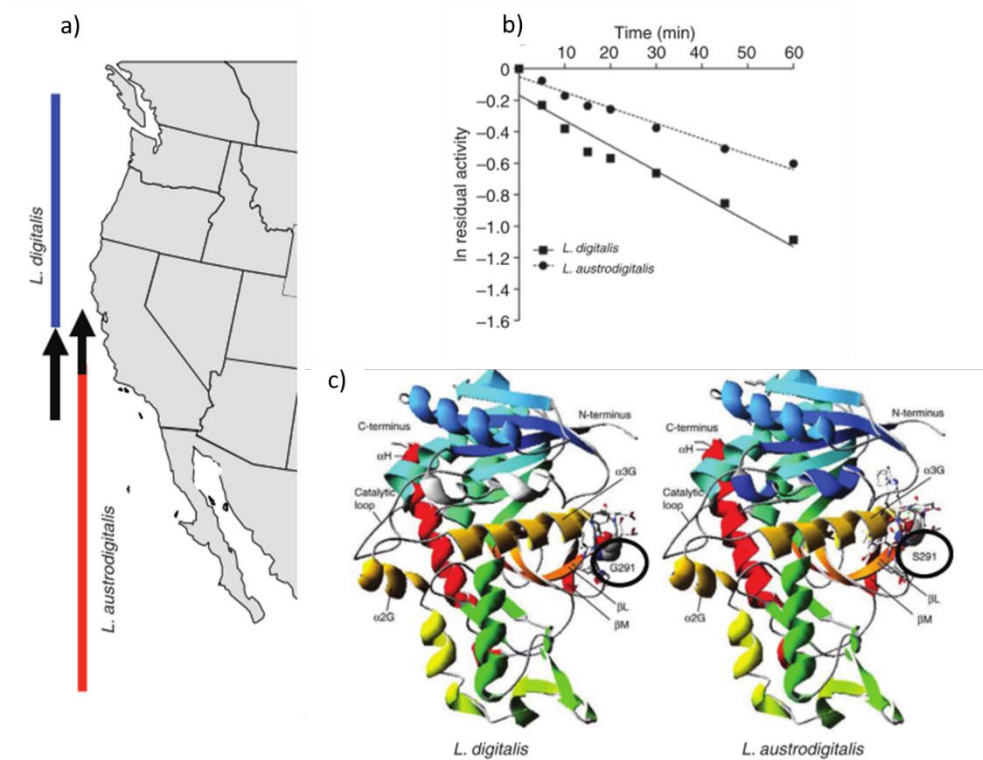 a)
L. digitalis
L. austrodigitalis
b)
Time (min)
10 20 30 40 50 60
0
−0.2
−0.4
−0.6
−0.8
−1.0
−1.2
−1.4
−1.6
ln residual activity
L. digitalis
L. austrodigitalis
c)
C-terminus
N-terminus
αH
α3G
Catalytic
loop
G291
βL
βM
α2G
L. digitalis
C-terminus
N-terminus
αH
α3G
Catalytic
loop
S291
βL
βM
α2G
L. austrodigitalis